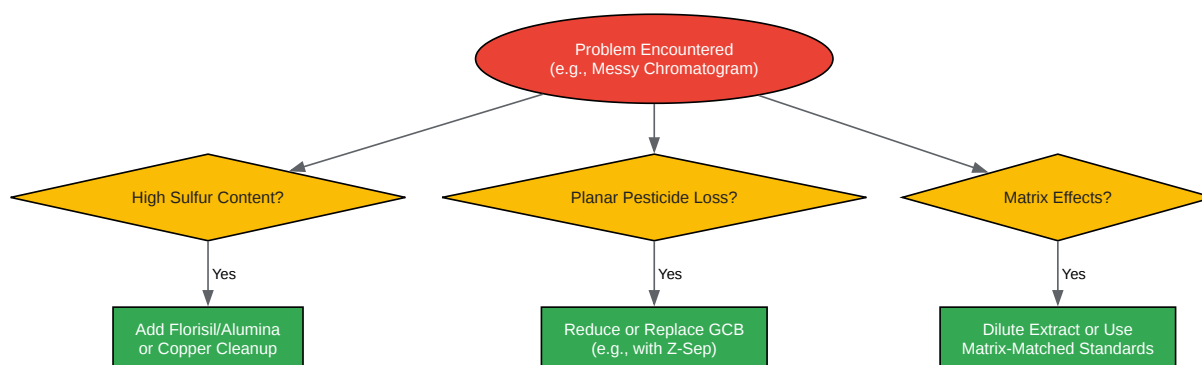 Problem Encountered
(e.g., Messy Chromatogram)
High Sulfur Content?
Planar Pesticide Loss?
Matrix Effects?
Yes
Yes
Yes
Add Florisil/Alumina
or Copper Cleanup
Reduce or Replace GCB
(e.g., with Z-Sep)
Dilute Extract or Use
Matrix-Matched Standards